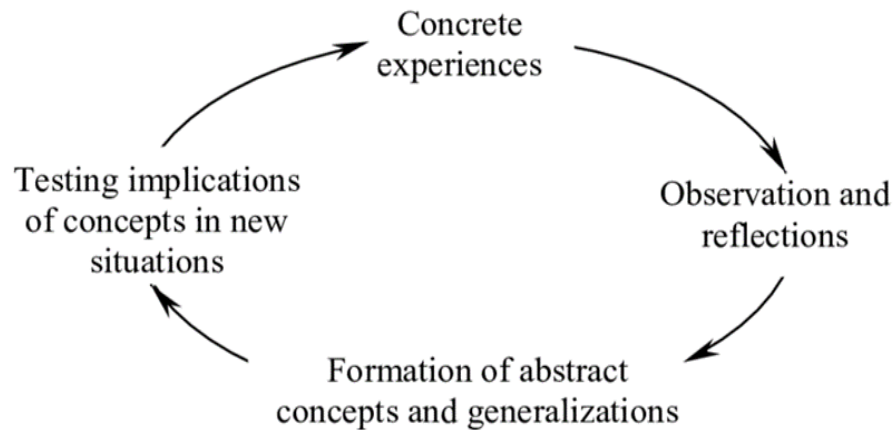 Concrete
experiences
Observation and
reflections
Formation of abstract
concepts and generalizations
Testing implications
of concepts in new
situations